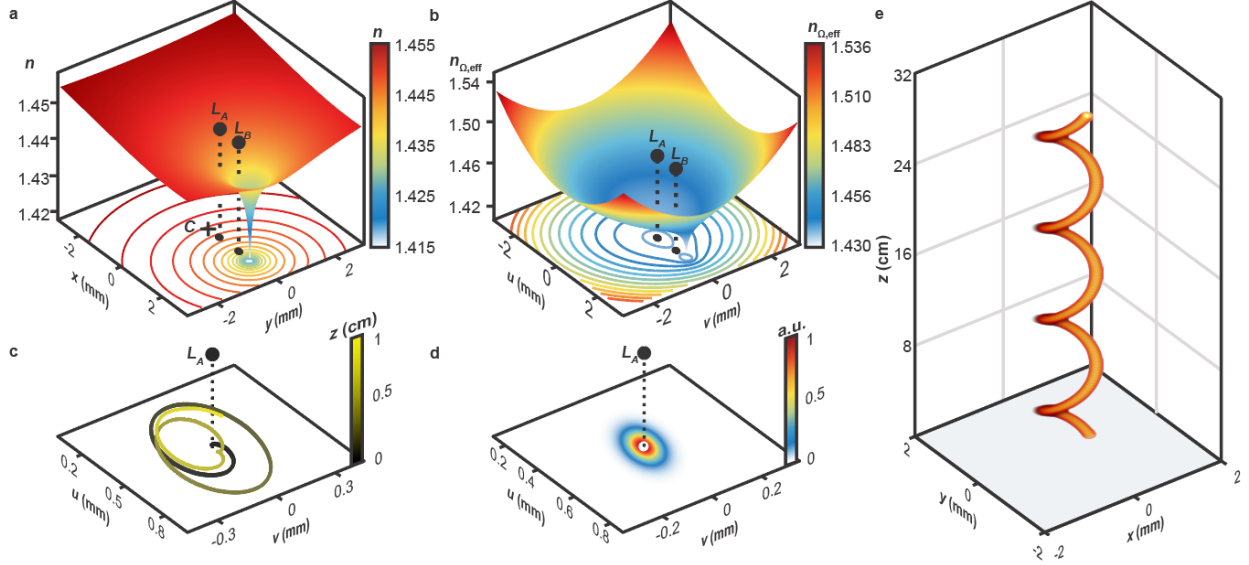 a
n
n
1.455
1.445
1.435
1.425
1.415
1.45
1.44
1.43
1.42
L_A
L_B
C
-2
0
2
x (mm)
-2
0
2
y (mm)
b
n_Ω,eff
n_Ω,eff
1.536
1.510
1.483
1.456
1.430
1.54
1.50
1.46
1.42
L_A
L_B
-2
0
2
u (mm)
-2
0
2
v (mm)
c
z (cm)
1
0.5
0
L_A
0.2
0.5
0.8
u (mm)
-0.3
0
0.3
v (mm)
d
a.u.
1
0.5
0
L_A
0.2
0.4
0.6
0.8
u (mm)
-0.2
0
0.2
v (mm)
e
32
24
16
8
z (cm)
2
0
-2
y (mm)
-2
0
2
x (mm)